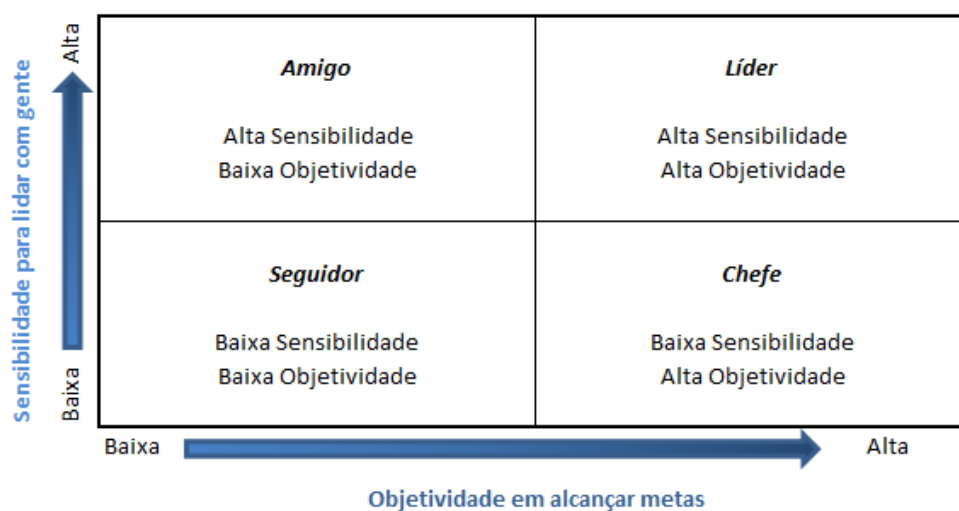 Sensibilidade para lidar com gente
Alta
Baixa
Amigo
Alta Sensibilidade
Baixa Objetividade
Líder
Alta Sensibilidade
Alta Objetividade
Seguidor
Baixa Sensibilidade
Baixa Objetividade
Chefe
Baixa Sensibilidade
Alta Objetividade
Baixa
Alta
Objetividade em alcançar metas